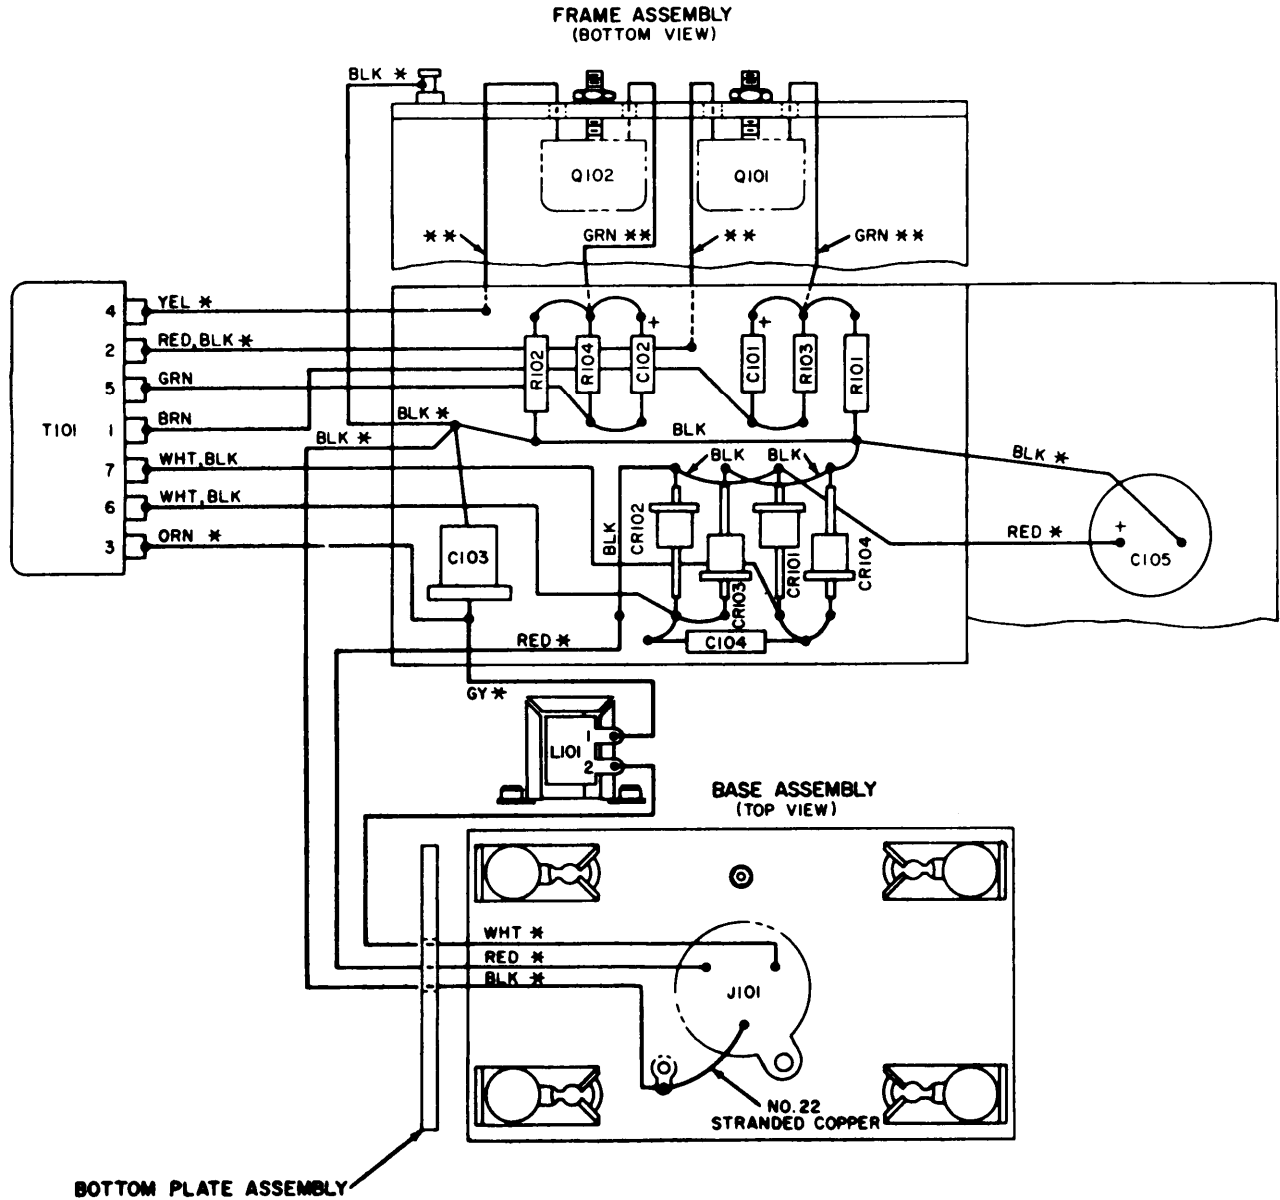 FRAME ASSEMBLY
(BOTTOM VIEW)
BLK *
Q102
Q101
**
GRN **
**
GRN **
T101
4
YEL *
2
RED, BLK *
5
GRN
1
BRN
7
WHT, BLK
6
WHT, BLK
3
ORN *
R102
R104
C102
+
C101
+
R103
R101
BLK *
BLK *
BLK
BLK
BLK
BLK *
BLK
CR102
CR103
CR101
CR104
RED *
+
C105
C103
C104
RED *
GY *
L101
1
2
BASE ASSEMBLY
(TOP VIEW)
WHT *
RED *
BLK *
J101
NO. 22
STRANDED COPPER
BOTTOM PLATE ASSEMBLY